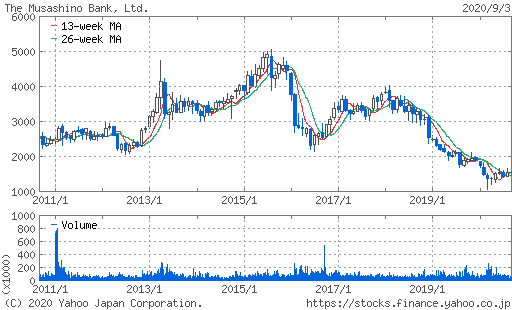 The Musashino Bank, Ltd. 2020/9/3
6000
13-week MA
26-week MA
5000
4000
3000
2000
1000
2011/1 2013/1 2015/1 2017/1 2019/1
1000
Volume
800
600
400
200
0
(x1000)
2011/1 2013/1 2015/1 2017/1 2019/1
(C) 2020 Yahoo Japan Corporation. https://stocks.finance.yahoo.co.jp/